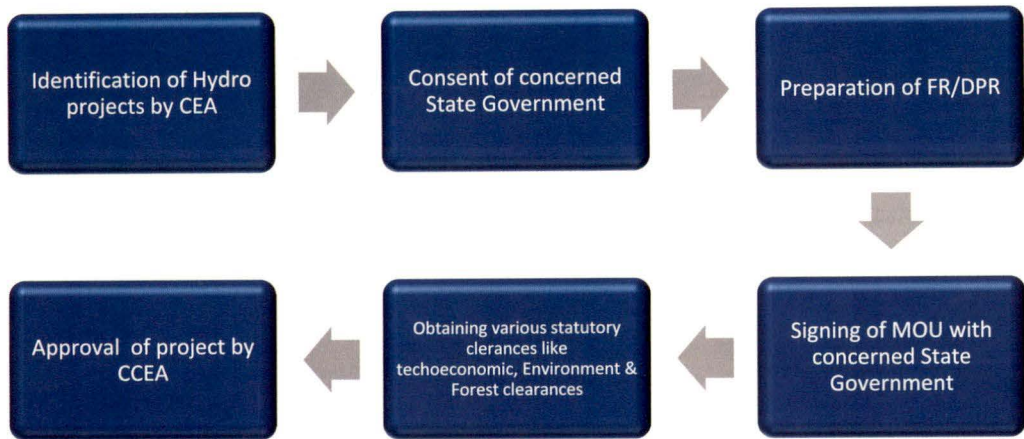 Identification of Hydro
projects by CEA
Consent of concerned
State Government
Preparation of FR/DPR
Signing of MOU with
concerned State
Government
Obtaining various statutory
clerances like
techoeconomic, Environment &
Forest clearances
Approval of project by
CCEA